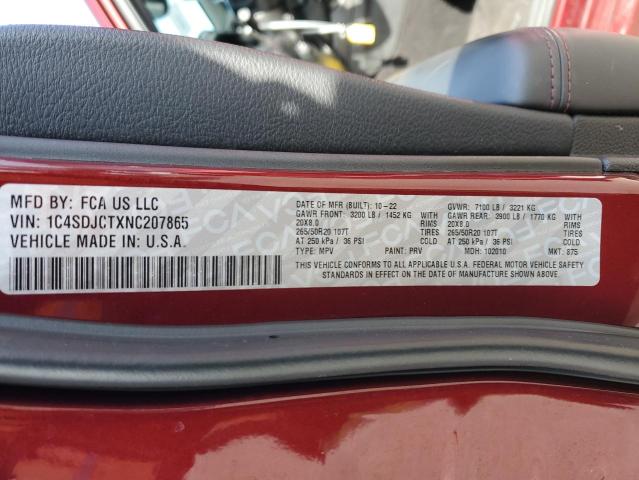 MFD BY: FCA US LLC
VIN: 1C4SDJCTXNC207865
VEHICLE MADE IN: U.S.A.
DATE OF MFR (BUILT): 10-22 GVWR: 7100 LB / 3221 KG
GAWR FRONT: 3200 LB / 1452 KG WITH GAWR REAR: 3900 LB / 1770 KG WITH
20X8.0 RIMS 20X8.0 RIMS
265/50R20 107T TIRES 265/50R20 107T TIRES
AT 250 kPa / 36 PSI COLD AT 250 kPa / 36 PSI COLD
TYPE: MPV PAINT: PRV MDH: 102010 MKT: 875
THIS VEHICLE CONFORMS TO ALL APPLICABLE U.S.A. FEDERAL MOTOR VEHICLE SAFETY
STANDARDS IN EFFECT ON THE DATE OF MANUFACTURE SHOWN ABOVE.